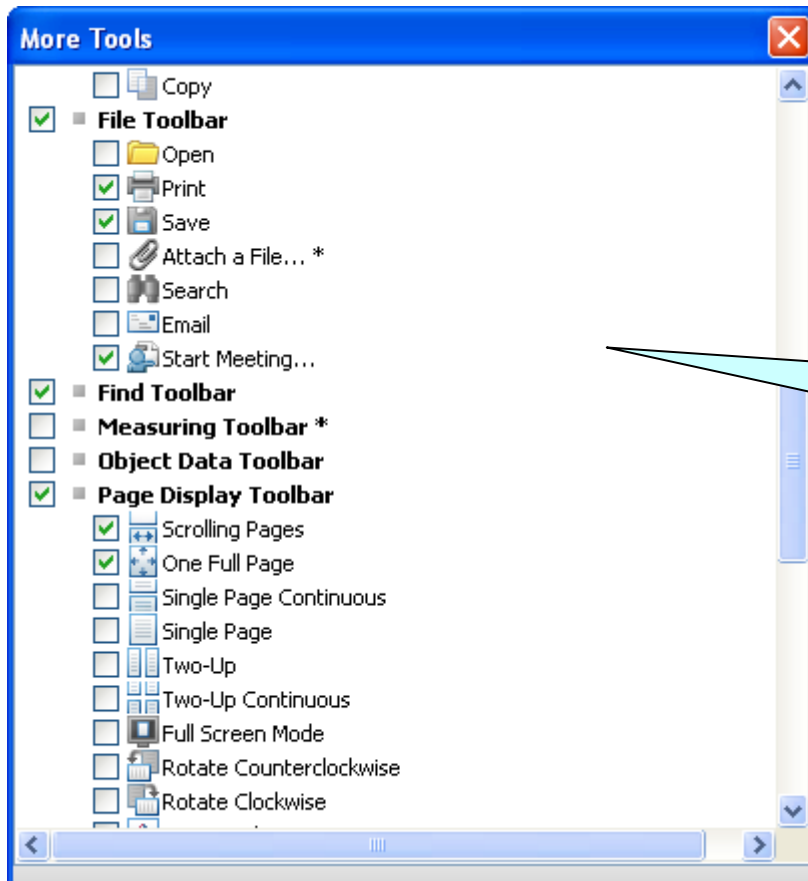 More Tools
Copy
File Toolbar
Open
Print
Save
Attach a File... *
Search
Email
Start Meeting...
Find Toolbar
Measuring Toolbar *
Object Data Toolbar
Page Display Toolbar
Scrolling Pages
One Full Page
Single Page Continuous
Single Page
Two-Up
Two-Up Continuous
Full Screen Mode
Rotate Counterclockwise
Rotate Clockwise